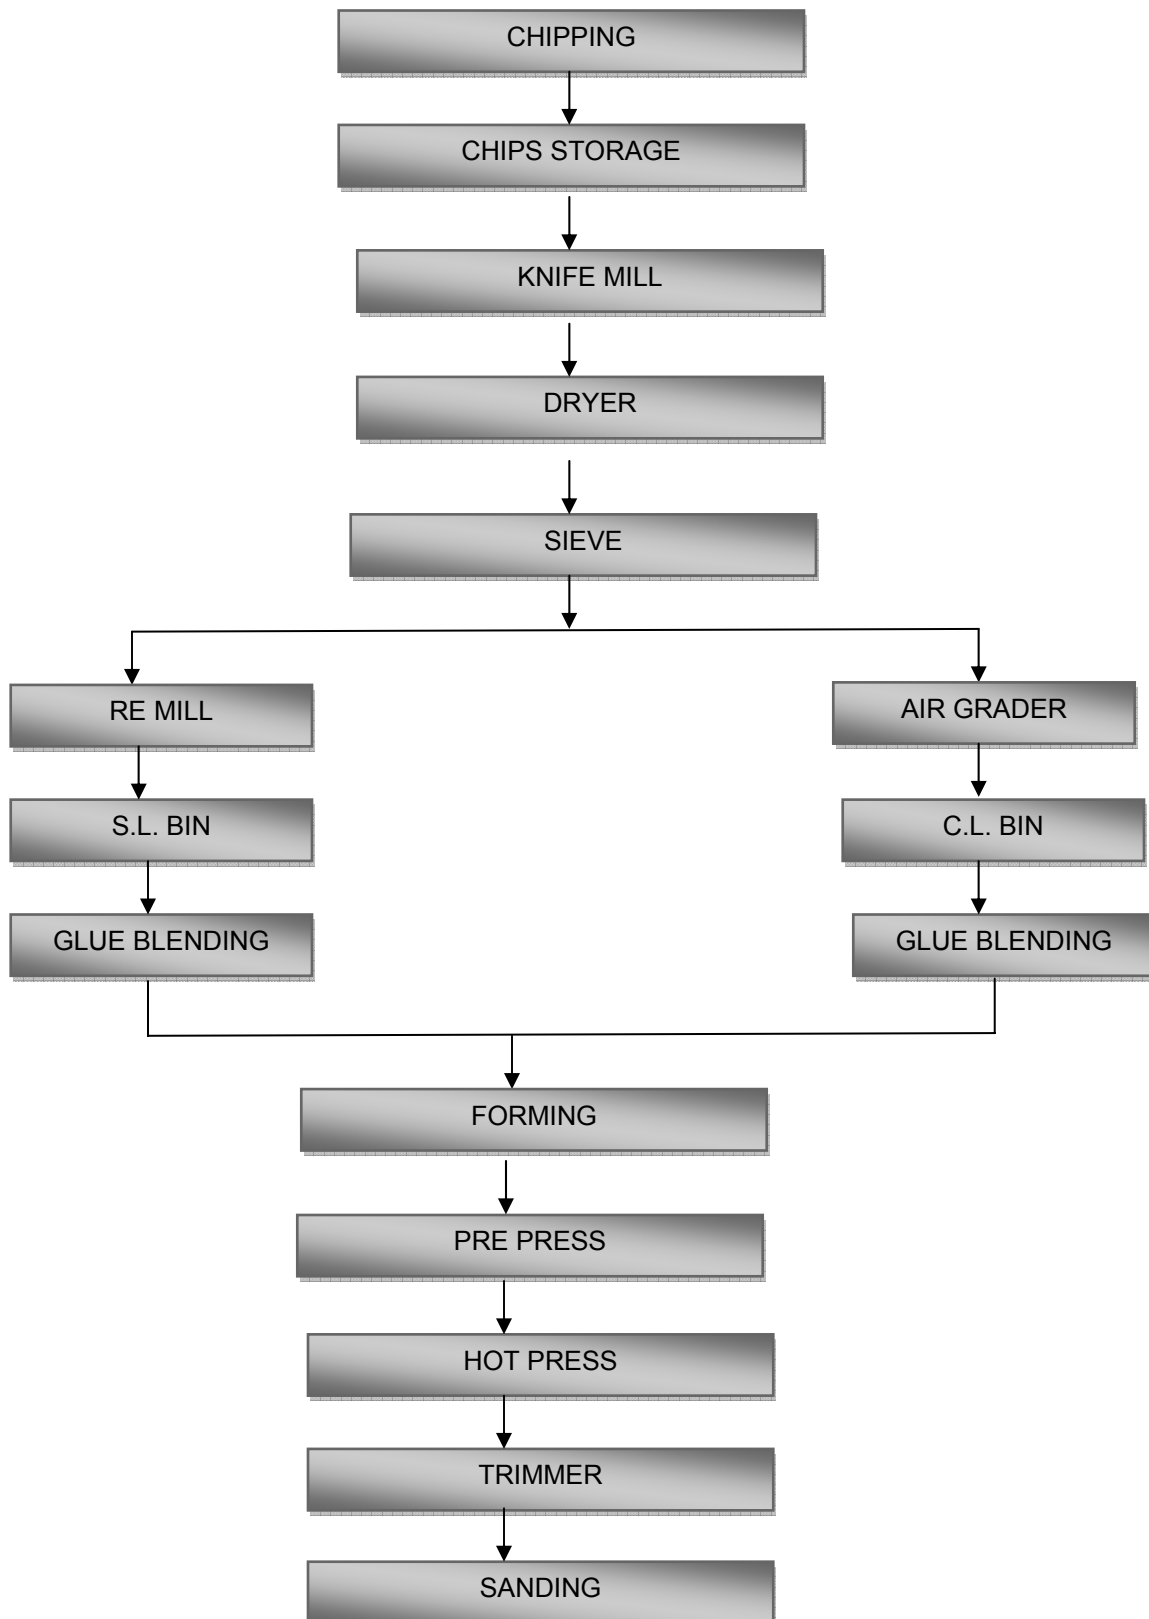 CHIPPING
CHIPS STORAGE
KNIFE MILL
DRYER
SIEVE
RE MILL
AIR GRADER
S.L. BIN
C.L. BIN
GLUE BLENDING
GLUE BLENDING
FORMING
PRE PRESS
HOT PRESS
TRIMMER
SANDING